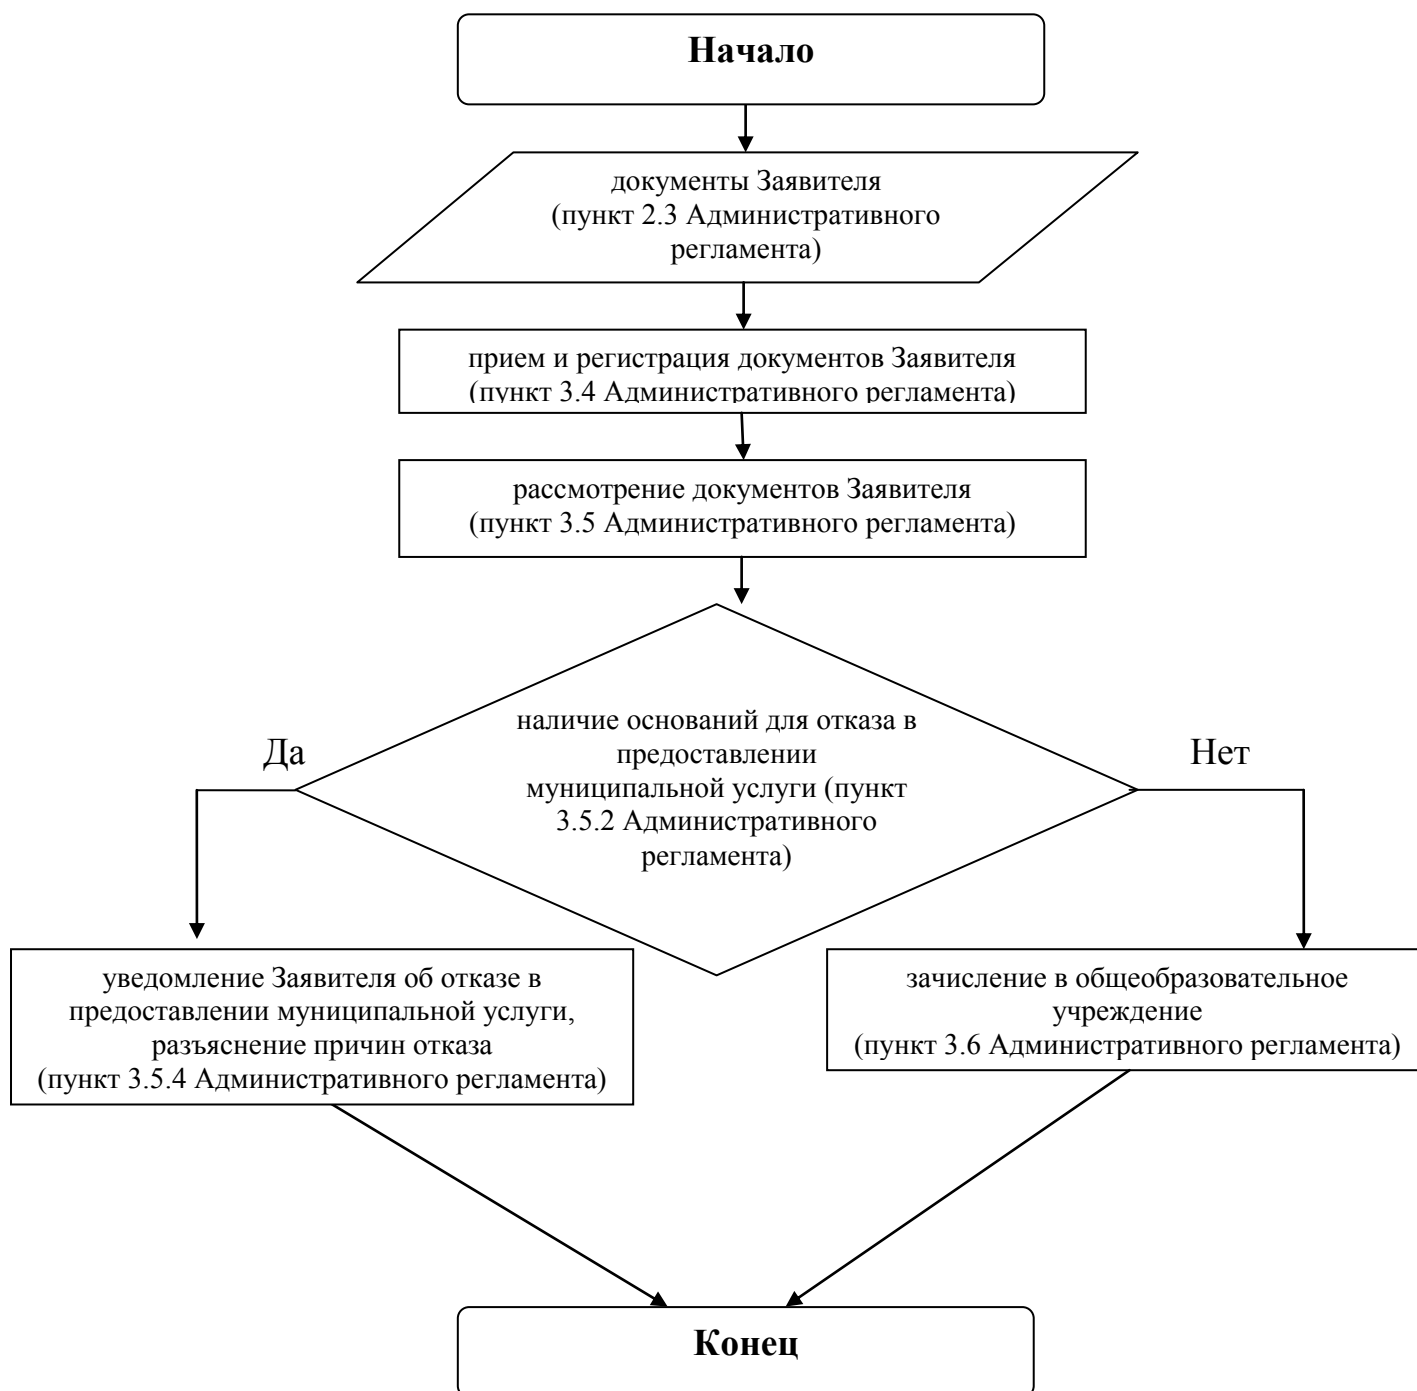 Начало
документы Заявителя
(пункт 2.3 Административного
регламента)
прием и регистрация документов Заявителя
(пункт 3.4 Административного регламента)
рассмотрение документов Заявителя
(пункт 3.5 Административного регламента)
наличие оснований для отказа в
предоставлении
муниципальной услуги (пункт
3.5.2 Административного
регламента)
Да
Нет
уведомление Заявителя об отказе в
предоставлении муниципальной услуги,
разъяснение причин отказа
(пункт 3.5.4 Административного регламента)
зачисление в общеобразовательное
учреждение
(пункт 3.6 Административного регламента)
Конец